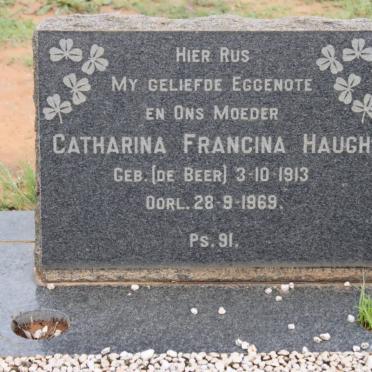 Hier Rus
My geliefde Eggenote
en Ons Moeder
Catharina Francina Haugh
Geb. (de Beer) 3-10-1913
Oorl. 28-9-1969.
Ps. 91.